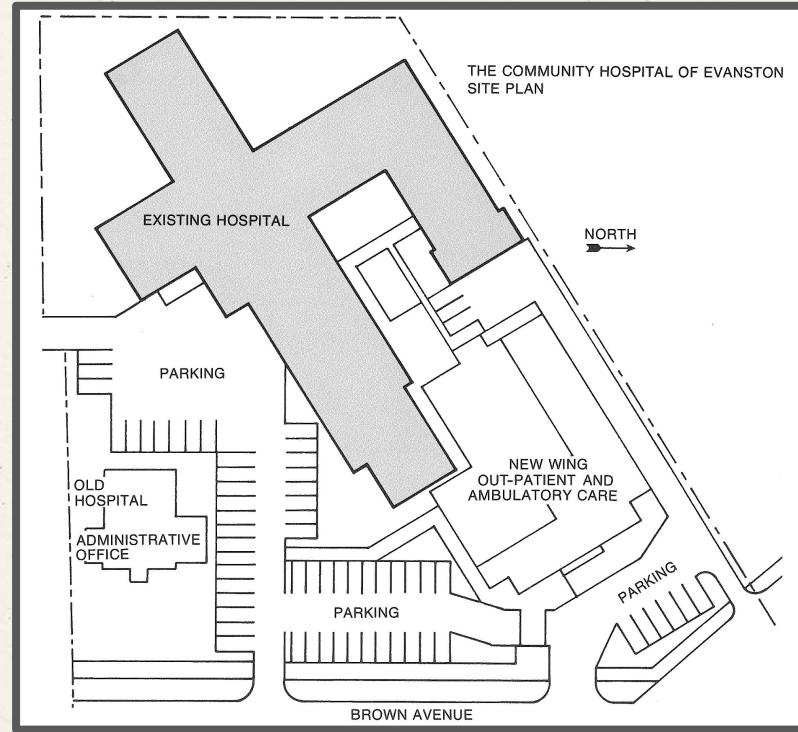 THE COMMUNITY HOSPITAL OF EVANSTON
SITE PLAN
EXISTING HOSPITAL
NORTH
PARKING
NEW WING
OUT-PATIENT AND
AMBULATORY CARE
OLD
HOSPITAL
ADMINISTRATIVE
OFFICE
PARKING
PARKING
BROWN AVENUE